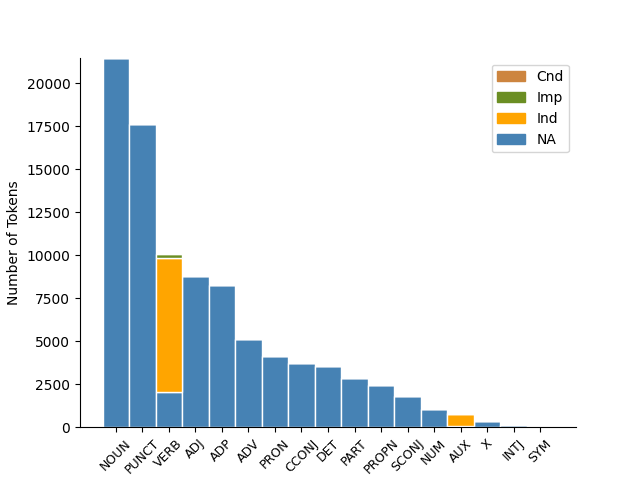 Cnd
Imp
Ind
NA
Number of Tokens
20000
17500
15000
12500
10000
7500
5000
2500
0
NOUN PUNCT VERB ADJ ADP ADV PRON CCONJ DET PART PROPN SCONJ NUM AUX X INTJ SYM